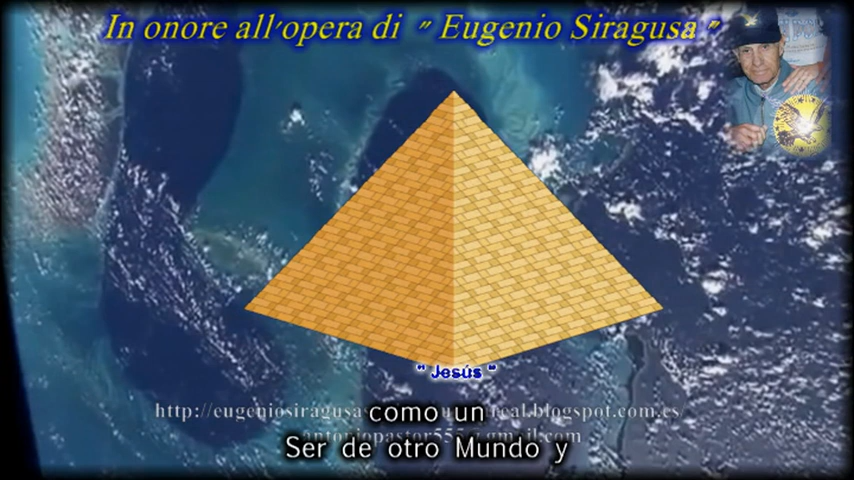 In onore all'opera di " Eugenio Siragusa "
" Jesús "
como un
Ser de otro Mundo y